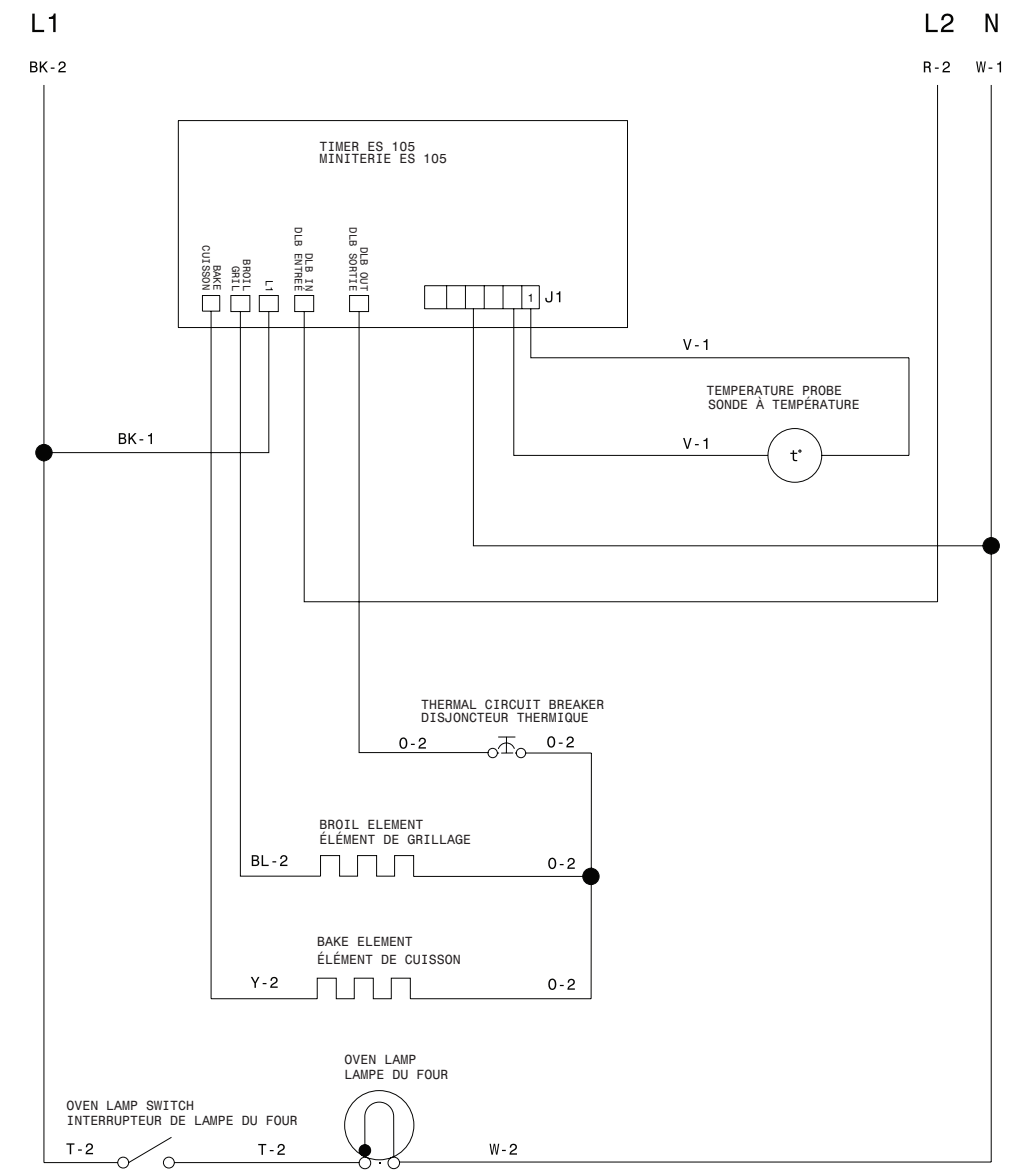 L1
L2 N
BK-2
R-2 W-1
TIMER ES 105
MINITERIE ES 105
BAKE
CUISSON
BROIL
GRIL
L1
DLB IN
DLB ENTREE
DLB OUT
DLB SORTIE
1
J1
V-1
TEMPERATURE PROBE
SONDE À TEMPÉRATURE
BK-1
V-1
t°
THERMAL CIRCUIT BREAKER
DISJONCTEUR THERMIQUE
O-2
O-2
BROIL ELEMENT
ÉLÉMENT DE GRILLAGE
BL-2
O-2
BAKE ELEMENT
ÉLÉMENT DE CUISSON
Y-2
O-2
OVEN LAMP
LAMPE DU FOUR
OVEN LAMP SWITCH
INTERRUPTEUR DE LAMPE DU FOUR
T-2
T-2
W-2